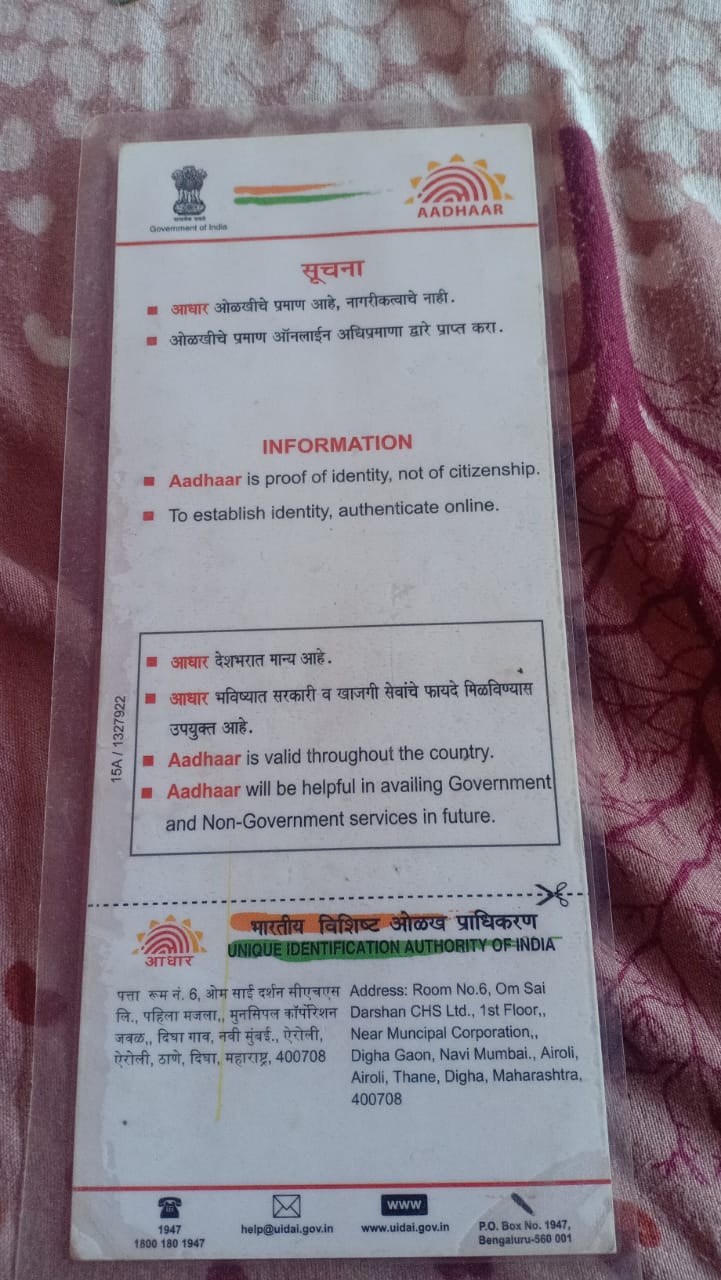 Government of India
AADHAAR
सूचना
आधार ओळखीचे प्रमाण आहे, नागरीकत्वाचे नाही.
ओळखीचे प्रमाण ऑनलाईन अधिप्रमाणा द्वारे प्राप्त करा.
INFORMATION
Aadhaar is proof of identity, not of citizenship.
To establish identity, authenticate online.
15A / 1327922
आधार देशभरात मान्य आहे.
आधार भविष्यात सरकारी व खाजगी सेवांचे फायदे मिळविण्यास
उपयुक्त आहे.
Aadhaar is valid throughout the country.
Aadhaar will be helpful in availing Government
and Non-Government services in future.
आधार
भारतीय विशिष्ट ओळख प्राधिकरण
UNIQUE IDENTIFICATION AUTHORITY OF INDIA
पत्ता रूम नं. 6, ओम साई दर्शन सीएचएस
लि., पहिला मजला,, मुनसिपल कॉर्पोरेशन
जवळ,, दिघा गाव, नवी मुंबई., ऐरोली,
ऐरोली, ठाणे, दिघा, महाराष्ट्र, 400708
Address: Room No.6, Om Sai
Darshan CHS Ltd., 1st Floor,,
Near Muncipal Corporation,,
Digha Gaon, Navi Mumbai., Airoli,
Airoli, Thane, Digha, Maharashtra,
400708
1947
1800 180 1947
help@uidai.gov.in
WWW
www.uidai.gov.in
P.O. Box No. 1947,
Bengaluru-560 001